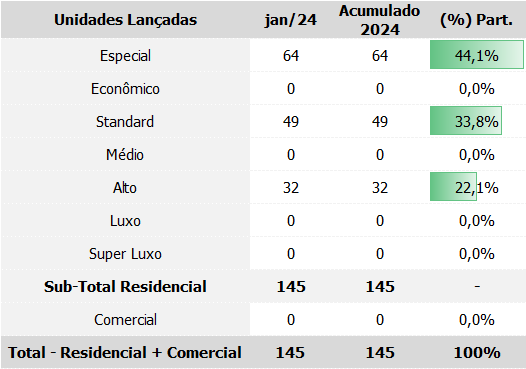 Unidades Lançadas jan/24 Acumulado 2024 (%) Part.
Especial 64 64 44,1%
Econômico 0 0 0,0%
Standard 49 49 33,8%
Médio 0 0 0,0%
Alto 32 32 22,1%
Luxo 0 0 0,0%
Super Luxo 0 0 0,0%
Sub-Total Residencial 145 145 -
Comercial 0 0 0,0%
Total - Residencial + Comercial 145 145 100%